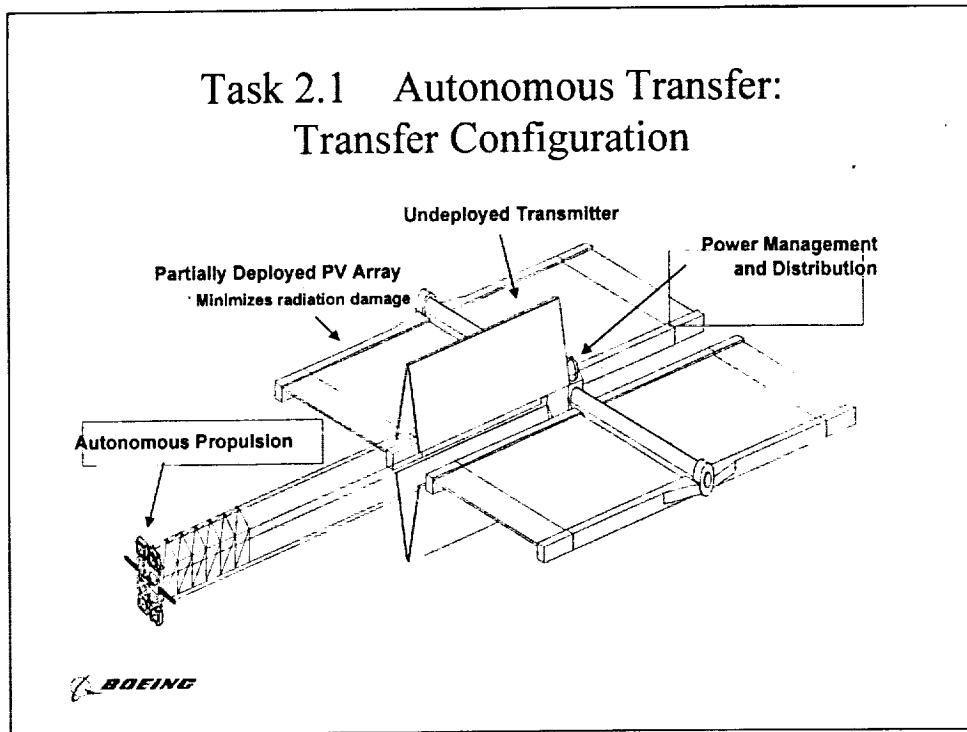 Task 2.1 Autonomous Transfer:
Transfer Configuration
Undeployed Transmitter
Power Management
and Distribution
Partially Deployed PV Array
Minimizes radiation damage
Autonomous Propulsion
BOEING